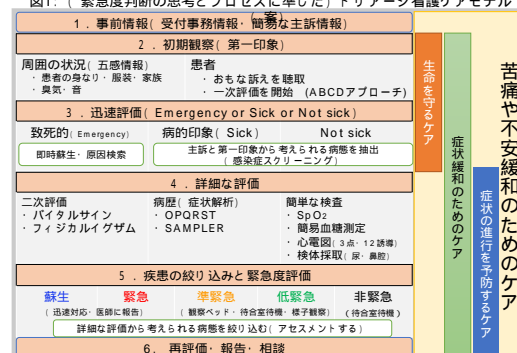 図1. ( 緊急度判断の思考とプロセスに準じた) トリアージ看護ケアモデル
(案)
1 . 事前情報( 受付事務情報・簡易な主訴情報)
2 . 初期観察( 第一印象)
周囲の状況( 五感情報)
・ 患者の身なり・服装・家族
・ 臭気・音
患者
・ おもな訴えを聴取
・ 一次評価を開始 (ABCDアプローチ)
3 . 迅速評価( Emergency or Sick or Not sick)
致死的( Emergency)
病的印象( Sick)
Not sick
即時蘇生・原因検索
主訴と第一印象から考えられる病態を抽出
( 感染症スクリーニング)
4 . 詳細な評価
二次評価
・ バイタルサイン
・ フィジカルイグザム
病歴( 症状解析)
・ OPQRST
・ SAMPLER
簡単な検査
・ SpO2
・ 簡易血糖測定
・ 心電図( 3点・12誘導)
・ 検体採取( 尿・鼻腔)
5 . 疾患の絞り込みと緊急度評価
蘇生
緊急
準緊急
低緊急
非緊急
( 迅速対応・医師に報告)
( 観察ベッド・待合室待機・様子観察)
( 待合室待機)
詳細な評価から考えられる病態を絞り込む( アセスメントする)
6. 再評価・報告・相談
生命を守るケア
症状緩和のためのケア
症状の進行を予防するケア
苦痛や不安緩和のためのケア